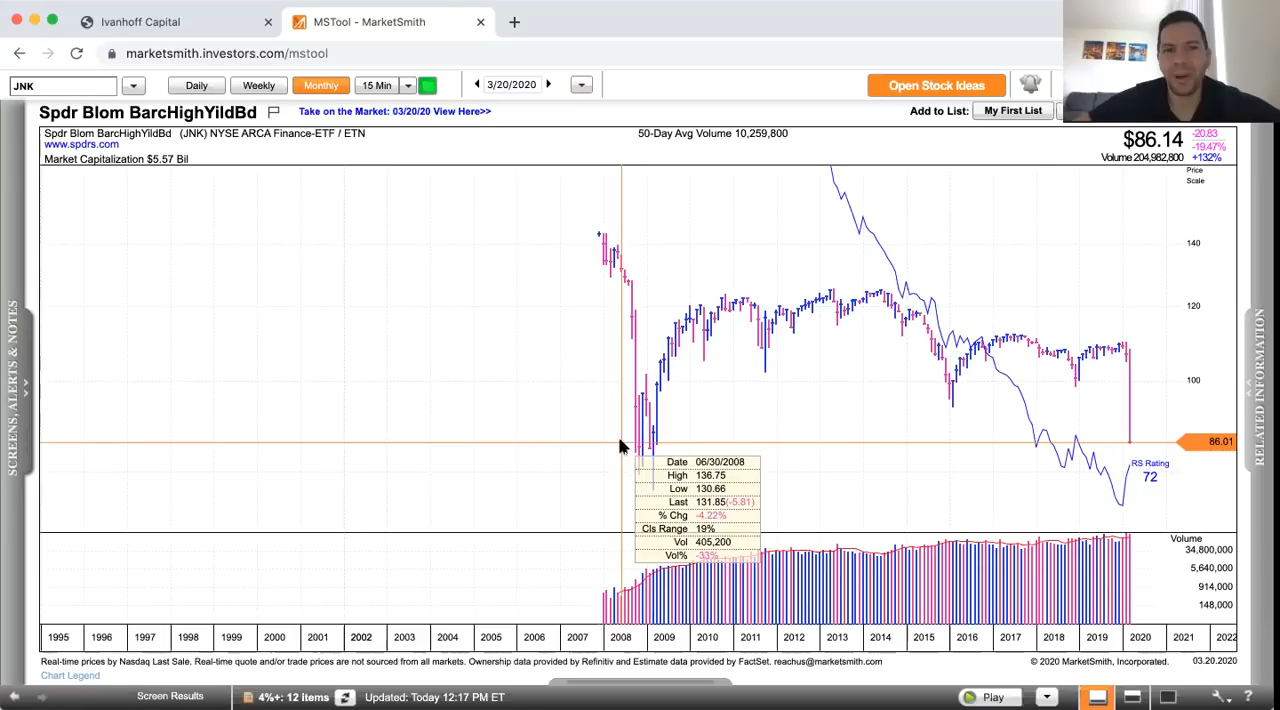 Ivanhoff Capital
MSTool - MarketSmith
marketsmith.investors.com/mstool
JNK
Daily
Weekly
Monthly
15 Min
3/20/2020
Open Stock Ideas
Spdr Blom BarcHighYildBd
Take on the Market: 03/20/20 View Here>>
Add to List:
My First List
Spdr Blom BarcHighYildBd (JNK) NYSE ARCA Finance-ETF / ETN
50-Day Avg Volume 10,259,800
$86.14
-20.83
-19.47%
www.spdrs.com
Market Capitalization $5.57 Bil
Volume 204,982,800
+132%
Price
Scale
140
120
100
86.01
RS Rating
72
Date 06/30/2008
High 136.75
Low 130.66
Last 131.85(-5.81)
% Chg -4.22%
Cls Range 19%
Vol 405,200
Vol% -33%
Volume
34,800,000
5,640,000
914,000
148,000
1995 1996 1997 1998 1999 2000 2001 2002 2003 2004 2005 2006 2007 2008 2009 2010 2011 2012 2013 2014 2015 2016 2017 2018 2019 2020 2021 2022
Real-time prices by Nasdaq Last Sale. Real-time quote and/or trade prices are not sourced from all markets. Ownership data provided by Refinitiv and Estimate data provided by FactSet. reachus@marketsmith.com
© 2020 MarketSmith, Incorporated.
03.20.2020
Chart Legend
SCREENS, ALERTS & NOTES
RELATED INFORMATION
Screen Results
4%+: 12 items
Updated: Today 12:17 PM ET
Play
?